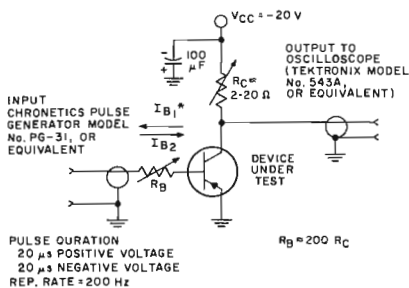 VCC=-20 V
100
μF
-
+
RC=
2-20 Ω
OUTPUT TO
OSCILLOSCOPE
(TEKTRONIX MODEL
No. 543A,
OR EQUIVALENT)
INPUT
CHRONETICS PULSE
GENERATOR MODEL
No. PG-31, OR
EQUIVALENT
IB1*
IB2
RB
DEVICE
UNDER
TEST
PULSE QURATION
20 μs POSITIVE VOLTAGE
20 μs NEGATIVE VOLTAGE
REP. RATE = 200 Hz
RB=20Q RC